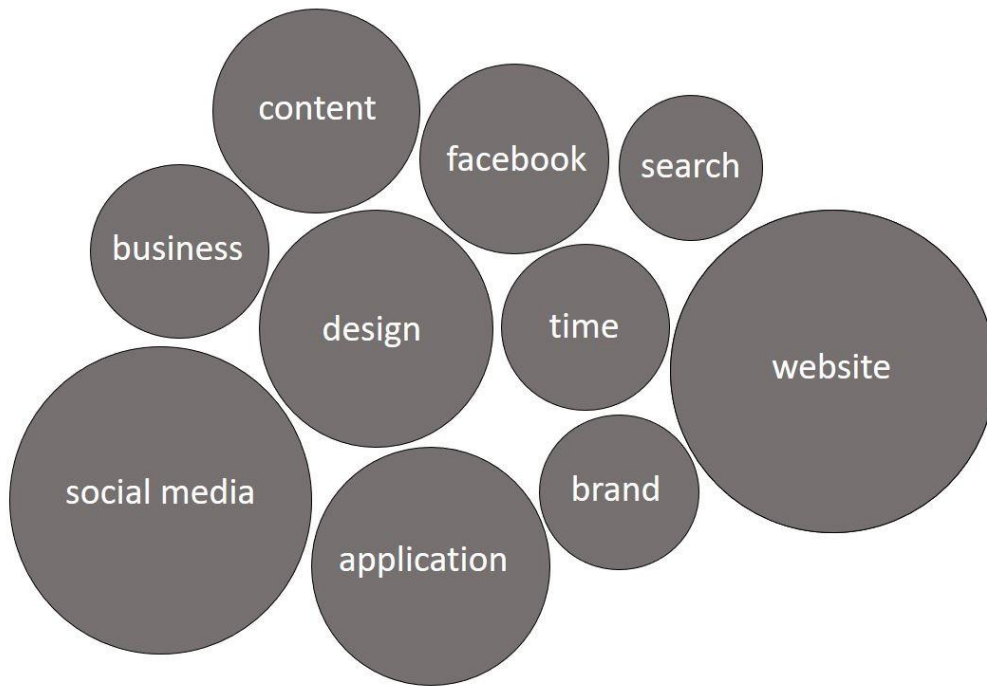 content
facebook
search
business
design
time
website
social media
brand
application